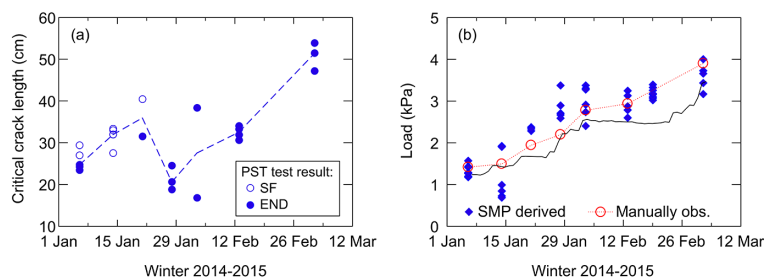 (a)
Critical crack length (cm)
60
50
40
30
20
10
PST test result:
SF
END
1 Jan 15 Jan 29 Jan 12 Feb 26 Feb 12 Mar
Winter 2014-2015
(b)
Load (kPa)
5
4
3
2
1
0
SMP derived Manually obs.
1 Jan 15 Jan 29 Jan 12 Feb 26 Feb 12 Mar
Winter 2014-2015